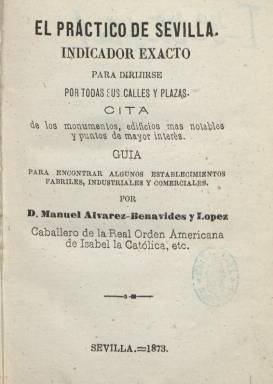 EL PRÁCTICO DE SEVILLA.
INDICADOR EXACTO
PARA DIRIJIRSE
POR TODAS SUS CALLES Y PLAZAS.
CITA
de los monumentos, edificios mas notables
y puntos de mayor interés.
GUIA
PARA ENCONTRAR ALGUNOS ESTABLECIMIENTOS
FABRILES, INDUSTRIALES Y COMERCIALES.
POR
D. Manuel Alvarez-Benavides y Lopez
Caballero de la Real Orden Americana
de Isabel la Católica, etc.
SEVILLA.=1873.